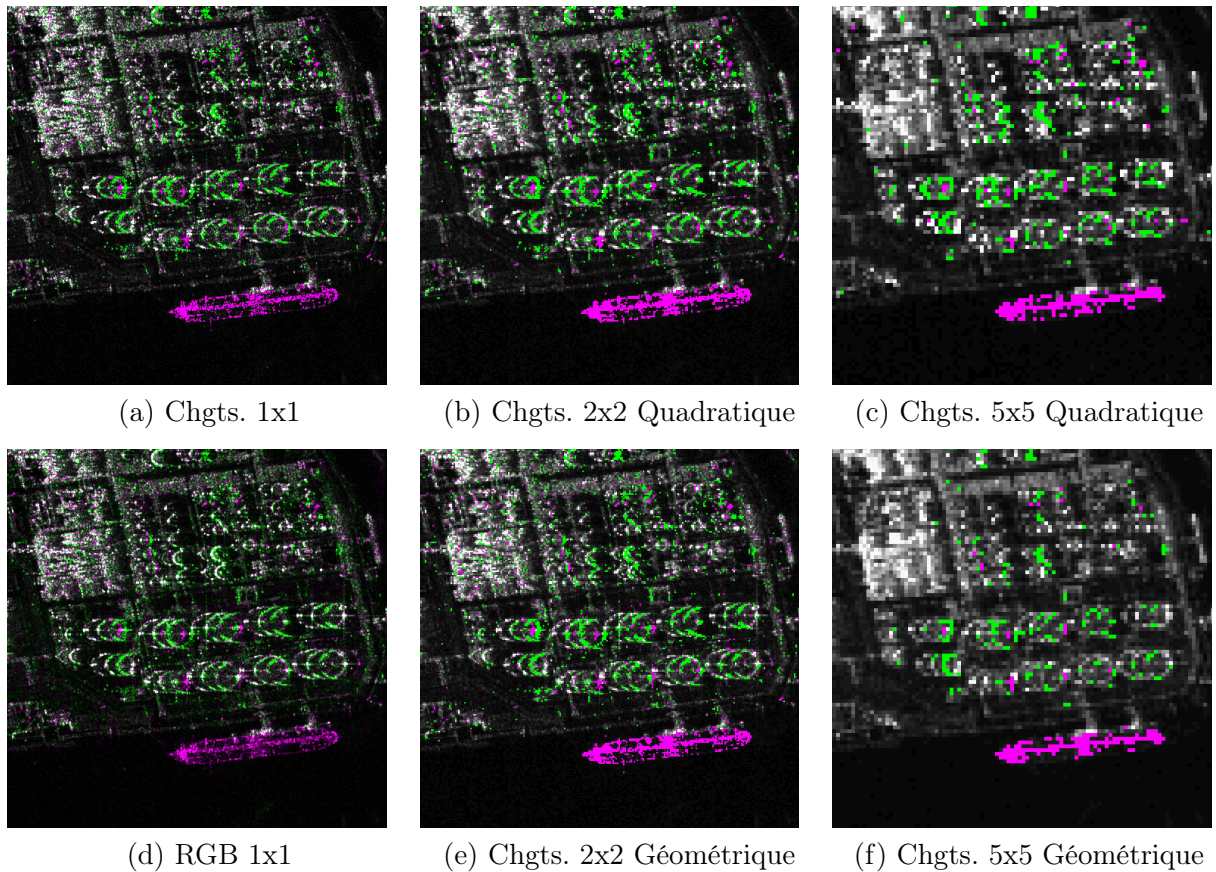 (a) Chgts. 1x1
(b) Chgts. 2x2 Quadratique
(c) Chgts. 5x5 Quadratique
(d) RGB 1x1
(e) Chgts. 2x2 Géométrique
(f) Chgts. 5x5 Géométrique